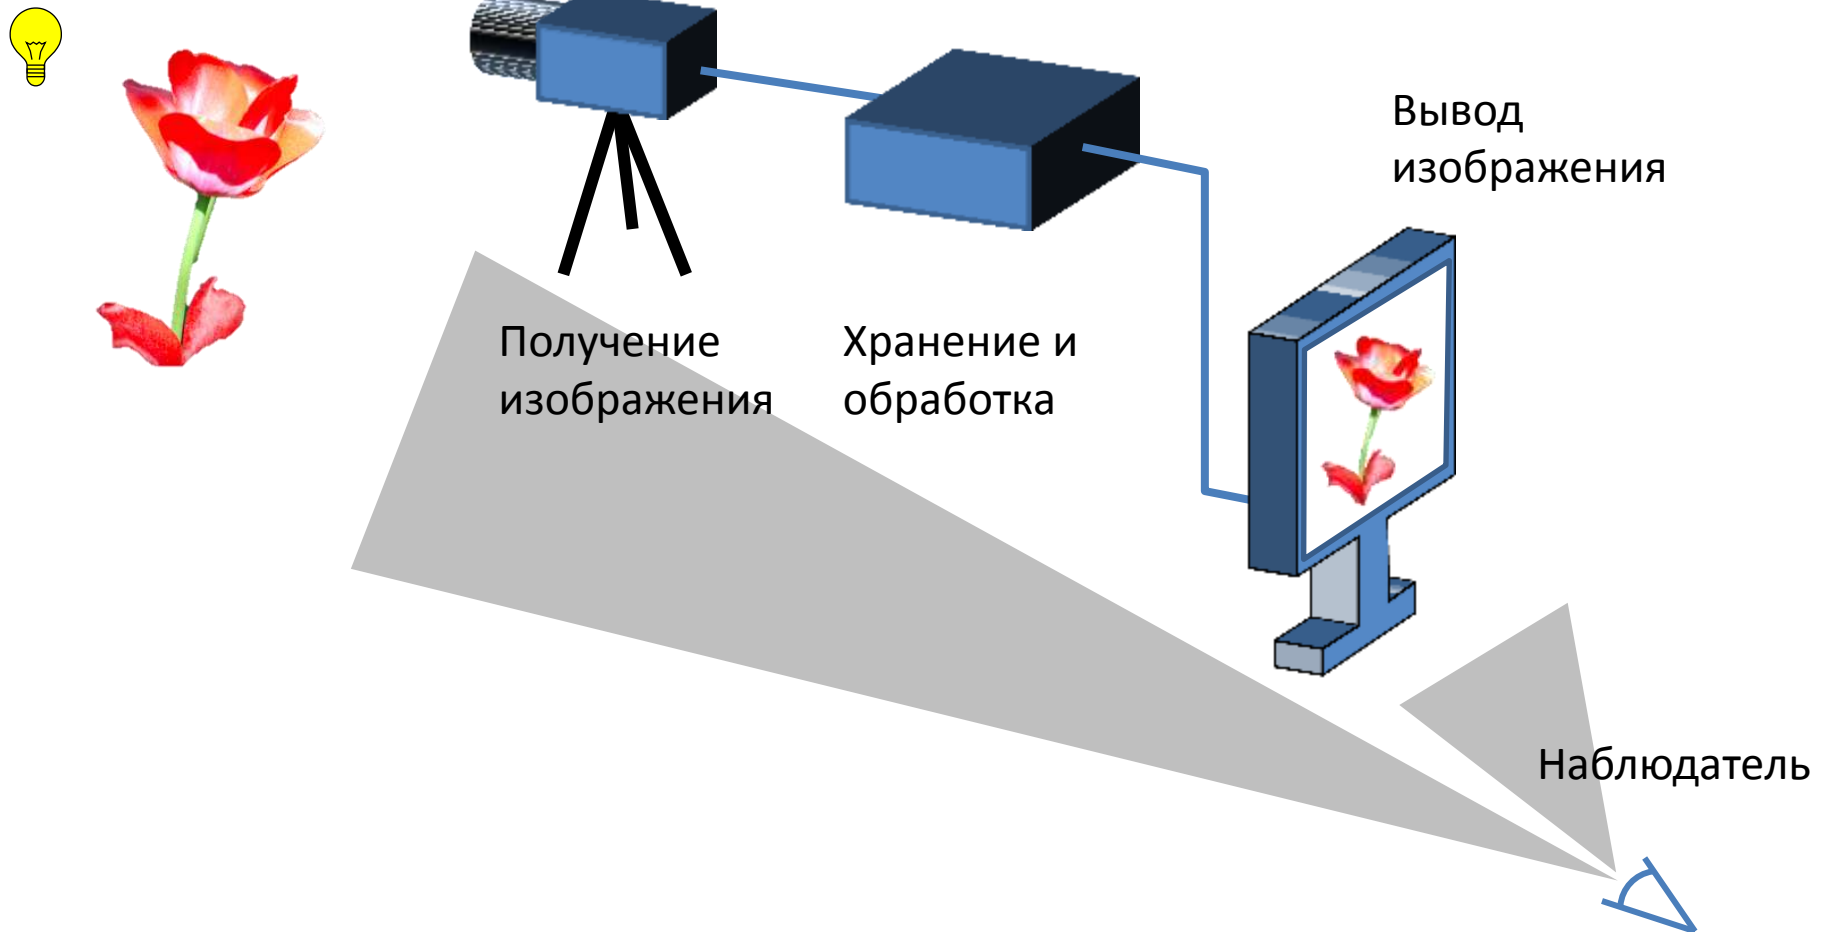 Вывод
изображения
Получение
изображения
Хранение и
обработка
Наблюдатель